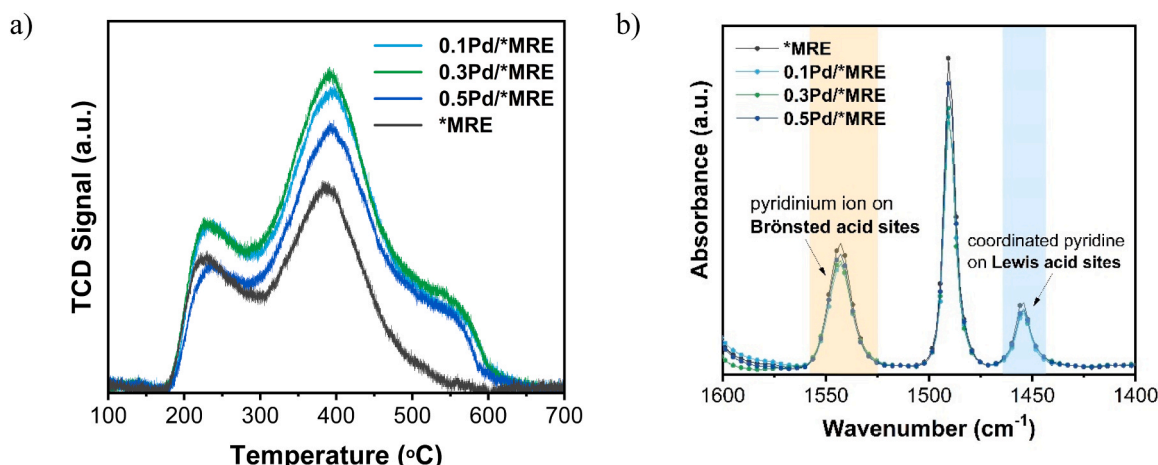 a)
TCD Signal (a.u.)
0.1Pd/*MRE
0.3Pd/*MRE
0.5Pd/*MRE
*MRE
100 200 300 400 500 600 700
Temperature (ºC)
b)
Absorbance (a.u.)
*MRE
0.1Pd/*MRE
0.3Pd/*MRE
0.5Pd/*MRE
pyridinium ion on
Brönsted acid sites
coordinated pyridine
on Lewis acid sites
1600 1550 1500 1450 1400
Wavenumber (cm⁻¹)